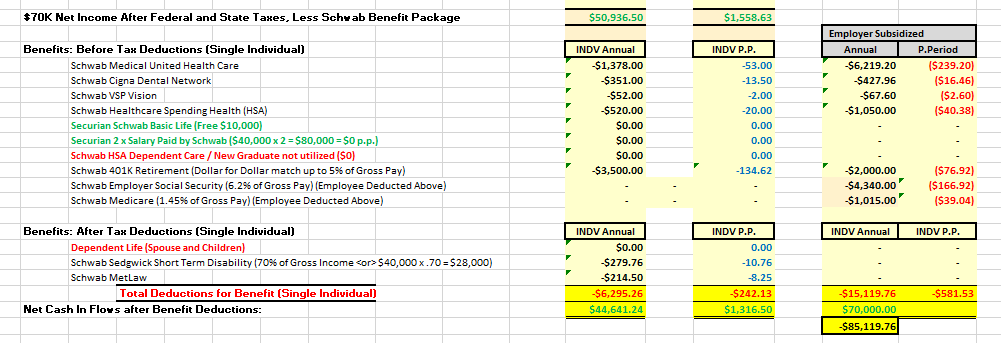 $70K Net Income After Federal and State Taxes, Less Schwab Benefit Package $50,936.50 $1,558.63
Employer Subsidized
Benefits: Before Tax Deductions (Single Individual) INDV Annual INDV P.P. Annual P.Period
Schwab Medical United Health Care -$1,378.00 -53.00 -$6,219.20 ($239.20)
Schwab Cigna Dental Network -$351.00 -13.50 -$427.96 ($16.46)
Schwab VSP Vision -$52.00 -2.00 -$67.60 ($2.60)
Schwab Healthcare Spending Health (HSA) -$520.00 -20.00 -$1,050.00 ($40.38)
Securian Schwab Basic Life (Free $10,000) $0.00 0.00 - -
Securian 2 x Salary Paid by Schwab ($40,000 x 2 = $80,000 = $0 p.p.) $0.00 0.00 - -
Schwab HSA Dependent Care / New Graduate not utilized ($0) $0.00 0.00 - -
Schwab 401K Retirement (Dollar for Dollar match up to 5% of Gross Pay) -$3,500.00 -134.62 -$2,000.00 ($76.92)
Schwab Employer Social Security (6.2% of Gross Pay) (Employee Deducted Above) - - - -$4,340.00 ($166.92)
Schwab Medicare (1.45% of Gross Pay) (Employee Deducted Above) - - - -$1,015.00 ($39.04)
Benefits: After Tax Deductions (Single Individual) INDV Annual INDV P.P. INDV Annual INDV P.P.
Dependent Life (Spouse and Children) $0.00 0.00 - -
Schwab Sedgwick Short Term Disability (70% of Gross Income <or> $40,000 x .70 = $28,000) -$279.76 -10.76 - -
Schwab MetLaw -$214.50 -8.25 - -
Total Deductions for Benefit (Single Individual) -$6,295.26 -$242.13 -$15,119.76 -$581.53
Net Cash In Flows after Benefit Deductions: $44,641.24 $1,316.50 $70,000.00
-$85,119.76